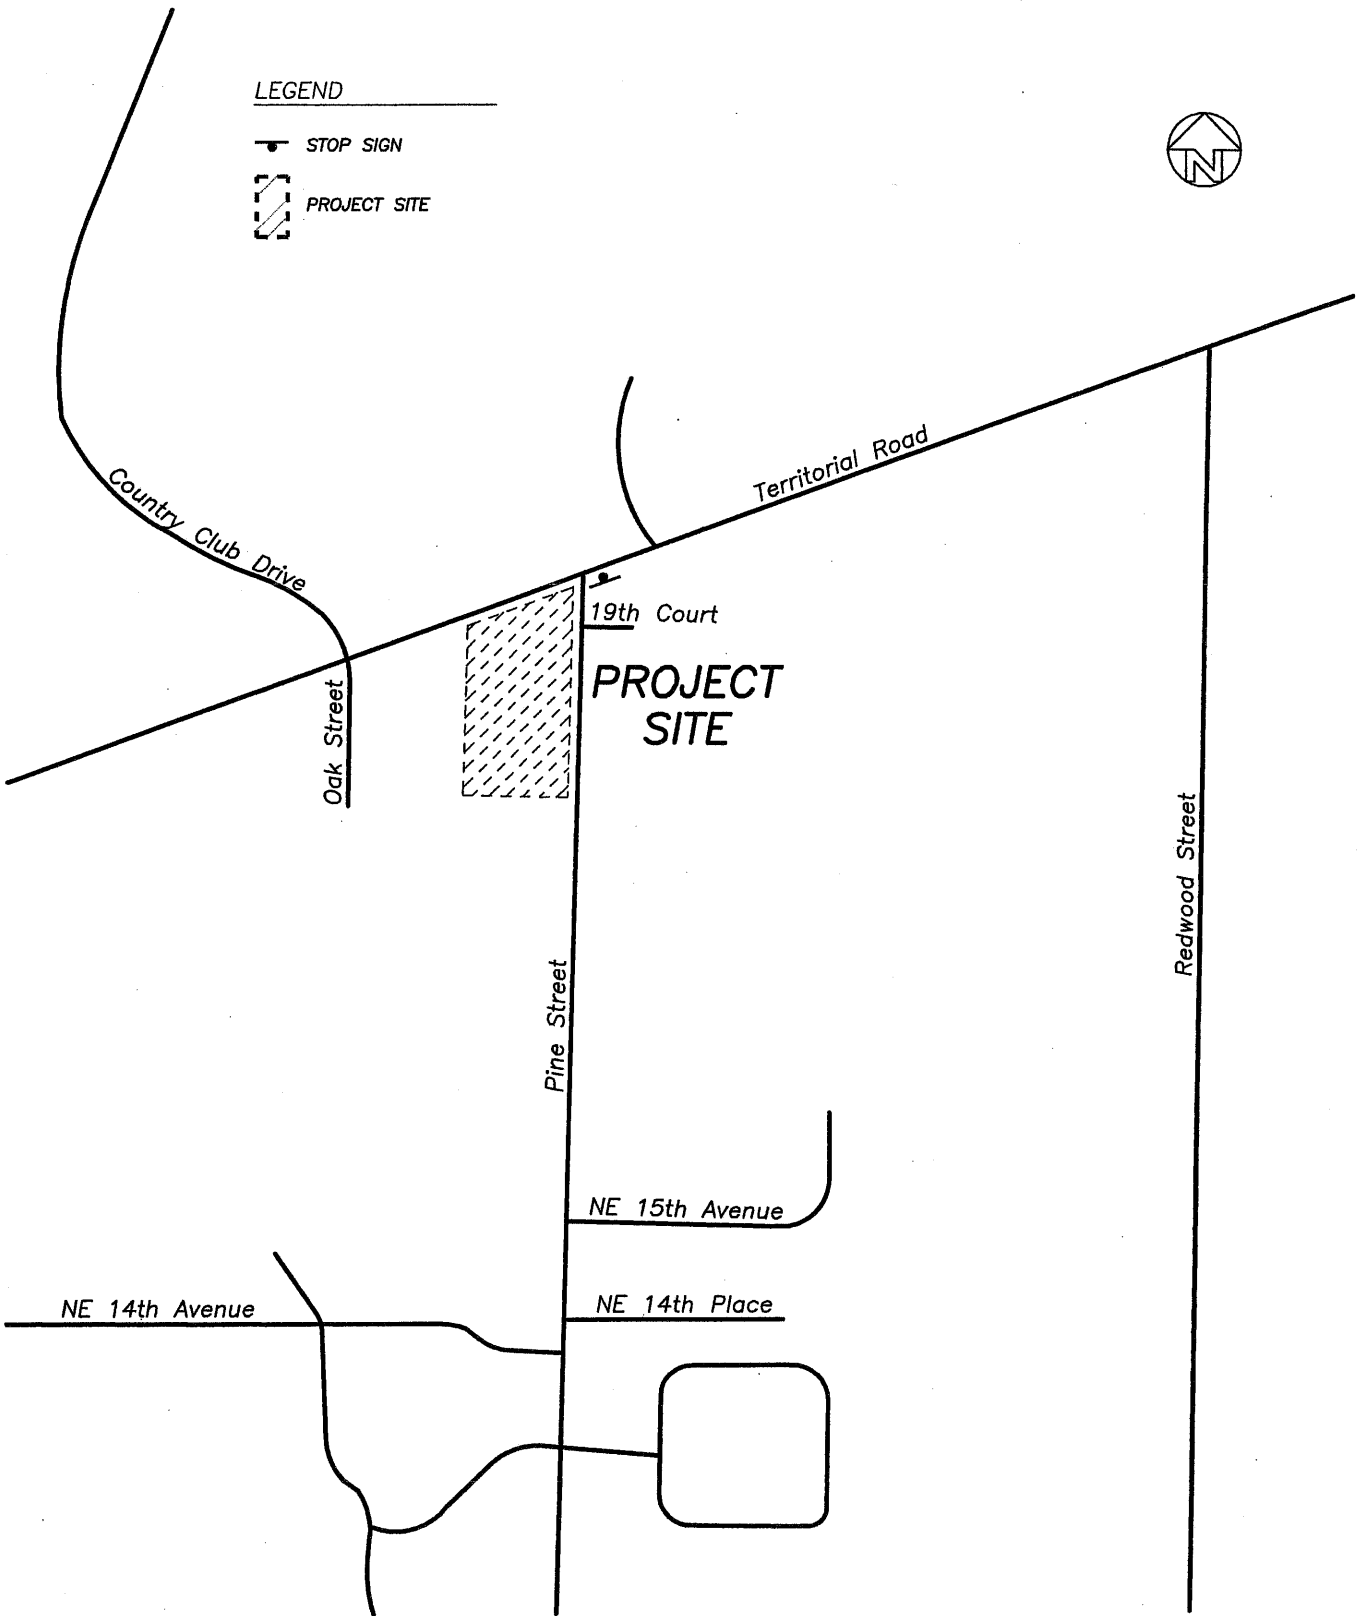 LEGEND
STOP SIGN
PROJECT SITE
N
Territorial Road
Country Club Drive
19th Court
PROJECT
SITE
Oak Street
Redwood Street
Pine Street
NE 15th Avenue
NE 14th Avenue
NE 14th Place